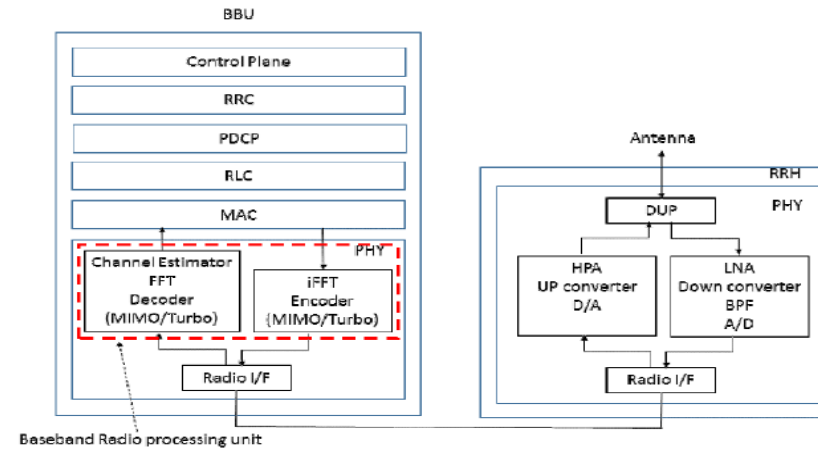 BBU
Control Plane
RRC
PDCP
RLC
MAC
PHY
Channel Estimator
FFT
Decoder
(MIMO/Turbo)
iFFT
Encoder
(MIMO/Turbo)
Radio I/F
Baseband Radio processing unit
Antenna
RRH
PHY
DUP
HPA
UP converter
D/A
LNA
Down converter
BPF
A/D
Radio I/F